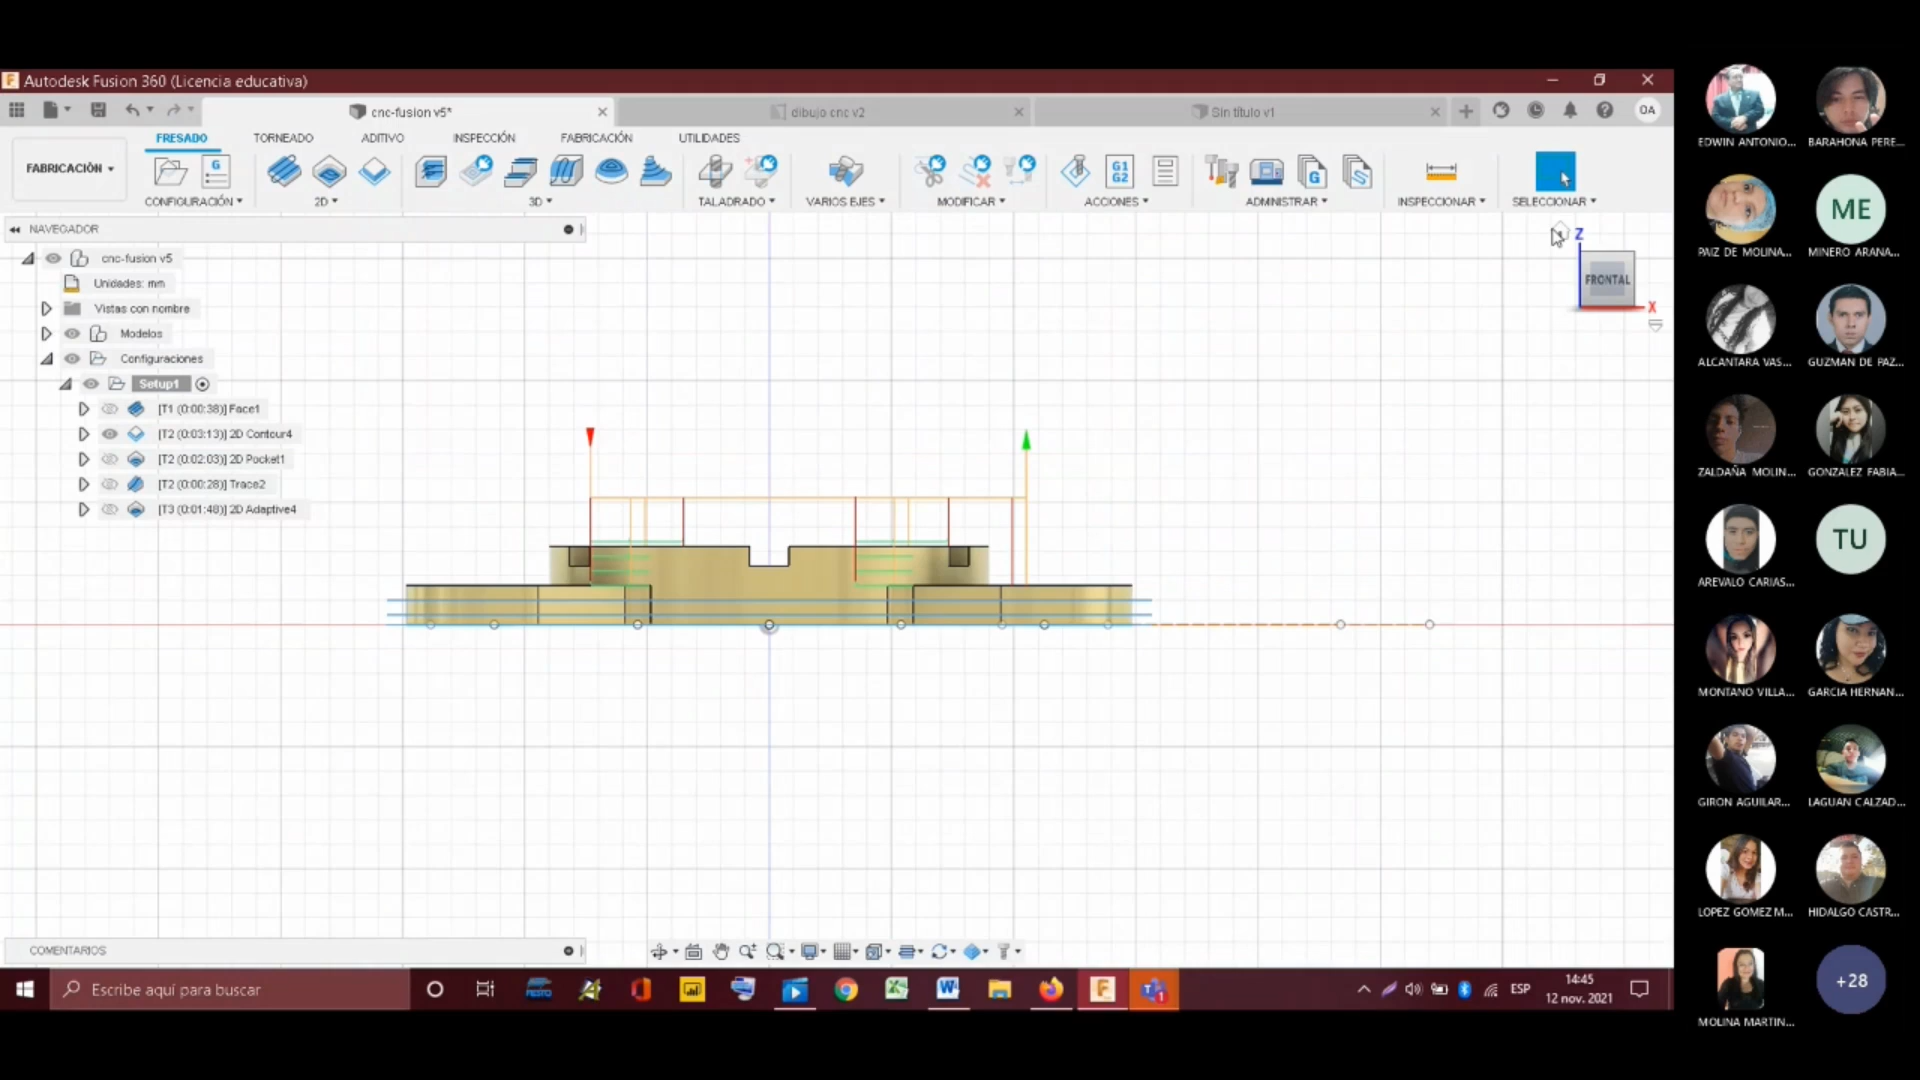 Autodesk Fusion 360 (Licencia educativa)
cnc-fusion v5*
dibujo cnc v2
Sin título v1
OA
FRESADO
TORNEADO
ADITIVO
INSPECCIÓN
FABRICACIÓN
UTILIDADES
FABRICACIÓN
CONFIGURACIÓN
2D
3D
TALADRADO
VARIOS EJES
MODIFICAR
ACCIONES
ADMINISTRAR
INSPECCIONAR
SELECCIONAR
G
G1
G2
G
NAVEGADOR
cnc-fusion v5
Unidades: mm
Vistas con nombre
Modelos
Configuraciones
Setup1
[T1 (0:00:38)] Face1
[T2 (0:03:13)] 2D Contour4
[T2 (0:02:03)] 2D Pocket1
[T2 (0:00:28)] Trace2
[T3 (0:01:48)] 2D Adaptive4
Z
FRONTAL
X
COMENTARIOS
Escribe aquí para buscar
ESP
14:45
12 nov. 2021
EDWIN ANTONIO...
BARAHONA PERE...
PAIZ DE MOLINA...
ME
MINERO ARANA...
ALCANTARA VAS...
GUZMAN DE PAZ...
ZALDAÑA MOLIN...
GONZALEZ FABIA...
AREVALO CARIAS...
TU
MONTANO VILLA...
GARCIA HERNAN...
GIRON AGUILAR...
LAGUAN CALZAD...
LOPEZ GOMEZ M...
HIDALGO CASTR...
MOLINA MARTIN...
+28